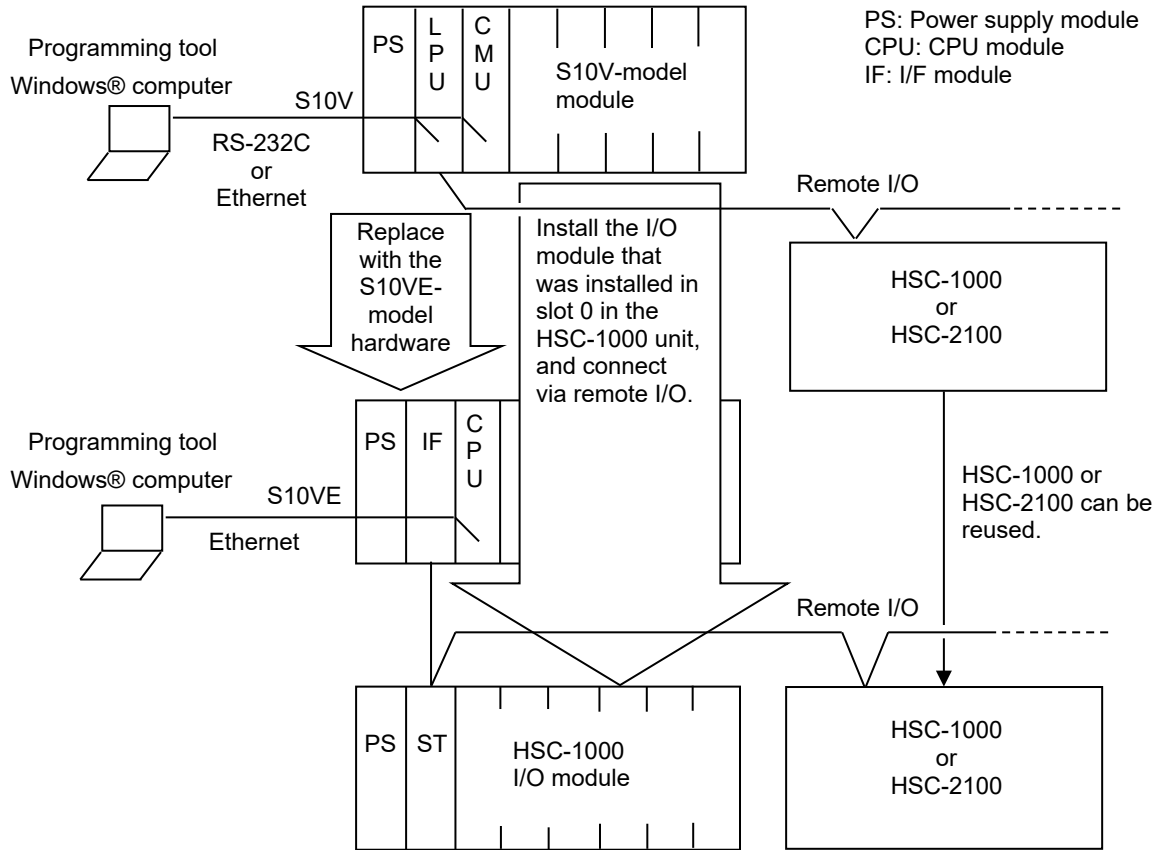 Programming tool
Windows® computer
S10V
RS-232C
or
Ethernet
PS
L
P
U
C
M
U
S10V-model
module
PS: Power supply module
CPU: CPU module
IF: I/F module
Remote I/O
Replace
with the
S10VE-
model
hardware
Install the I/O
module that
was installed in
slot 0 in the
HSC-1000 unit,
and connect
via remote I/O.
HSC-1000
or
HSC-2100
Programming tool
Windows® computer
S10VE
Ethernet
PS
IF
C
P
U
HSC-1000 or
HSC-2100 can be
reused.
Remote I/O
PS
ST
HSC-1000
I/O module
HSC-1000
or
HSC-2100